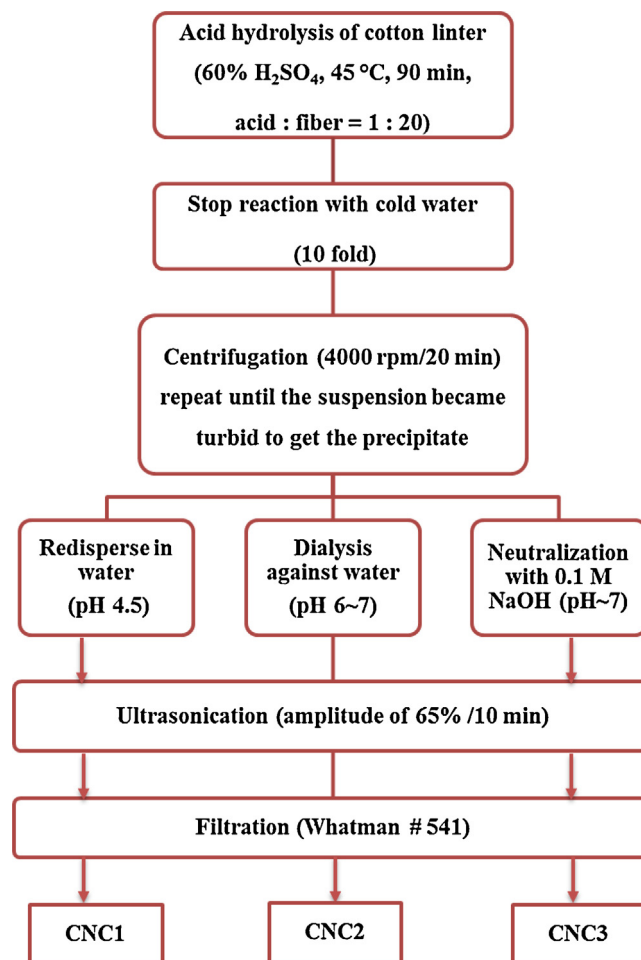 Acid hydrolysis of cotton linter
(60% H₂SO₄, 45 °C, 90 min,
acid : fiber = 1 : 20)
Stop reaction with cold water
(10 fold)
Centrifugation (4000 rpm/20 min)
repeat until the suspension became
turbid to get the precipitate
Redisperse in
water
(pH 4.5)
Dialysis
against water
(pH 6~7)
Neutralization
with 0.1 M
NaOH (pH~7)
Ultrasonication (amplitude of 65% /10 min)
Filtration (Whatman # 541)
CNC1
CNC2
CNC3